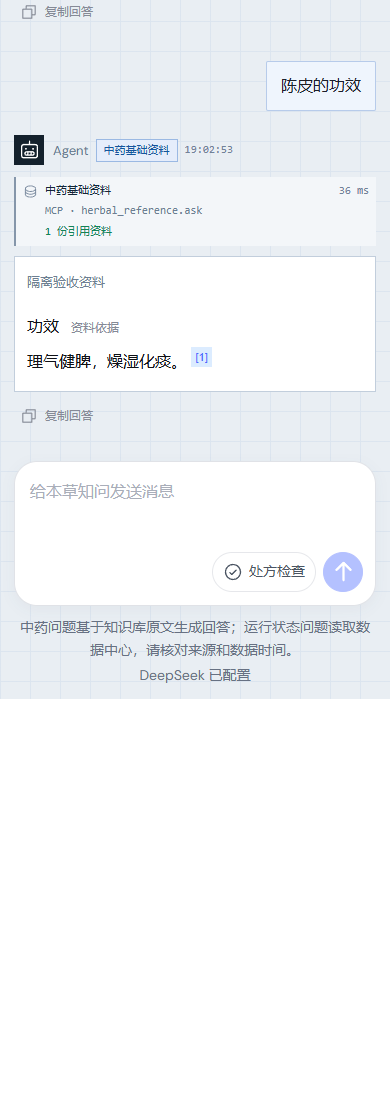 复制回答
陈皮的功效
Agent 中药基础资料 19:02:53
中药基础资料 36 ms
MCP · herbal_reference.ask
1 份引用资料
隔离验收资料
功效 资料依据
理气健脾，燥湿化痰。 [1]
复制回答
给本草知问发送消息
处方检查
中药问题基于知识库原文生成回答；运行状态问题读取数
据中心，请核对来源和数据时间。
DeepSeek 已配置